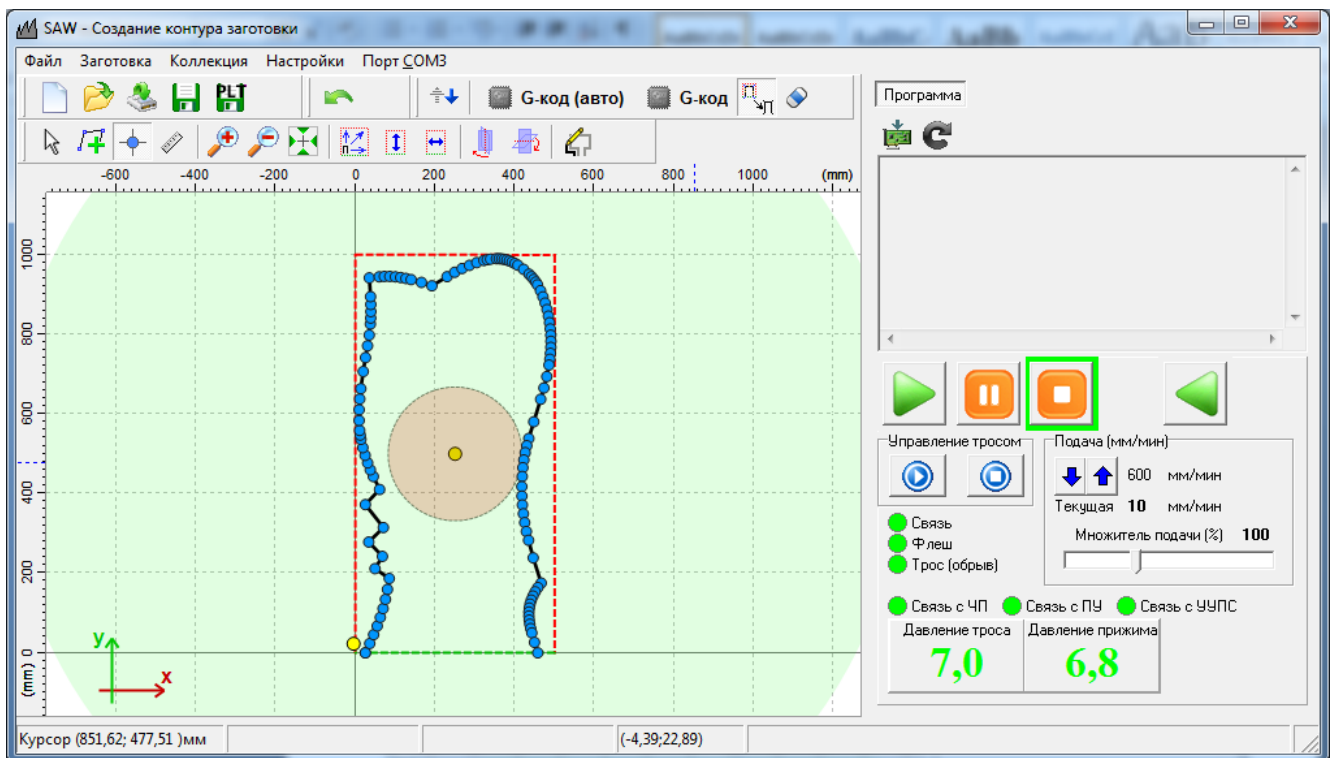 SAW - Создание контура заготовки
Файл Заготовка Коллекция Настройки Порт COM3
PLT G-код (авто) G-код
Программа
П
-600 -400 -200 0 200 400 600 800 1000 (mm)
1000
800
600
400
200
0
(mm)
y
x
Управление тросом
Подача (мм/мин)
600 мм/мин
Текущая 10 мм/мин
Множитель подачи (%) 100
Связь
Флеш
Трос (обрыв)
Связь с ЧП Связь с ПУ Связь с УУПС
Давление троса Давление прижима
7,0 6,8
Курсор (851,62; 477,51 )мм (-4,39;22,89)